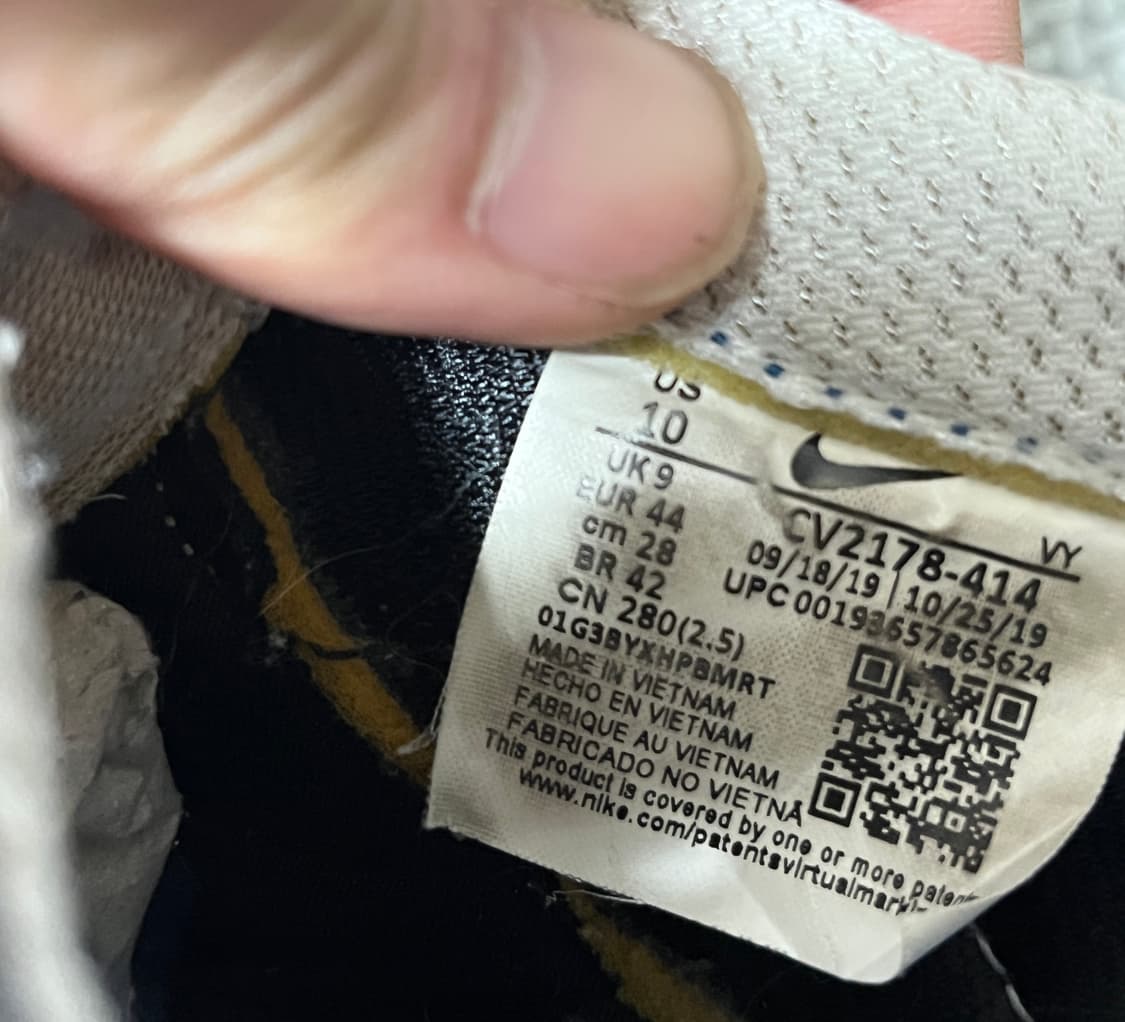 US
10
UK 9
EUR 44
cm 28
BR 42
CN 280(2.5)
VY
CV2178-414
09/18/19 | 10/25/19
UPC 00193657865624
01G3BYXHPBMRT
MADE IN VIETNAM
HECHO EN VIETNAM
FABRIQUE AU VIETNAM
FABRICADO NO VIETNÃ
This product is covered by one or more
www.nike.com/patentsvirtualmark